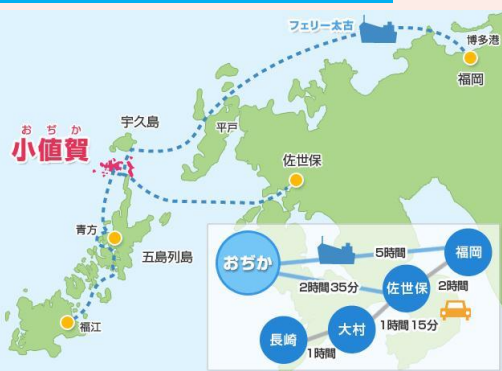 フェリー太古
博多港
福岡
宇久島
平戸
おぢか
小値賀
佐世保
青方
五島列島
福江
おぢか
5時間
福岡
2時間35分
佐世保
2時間
大村
1時間15分
長崎
1時間